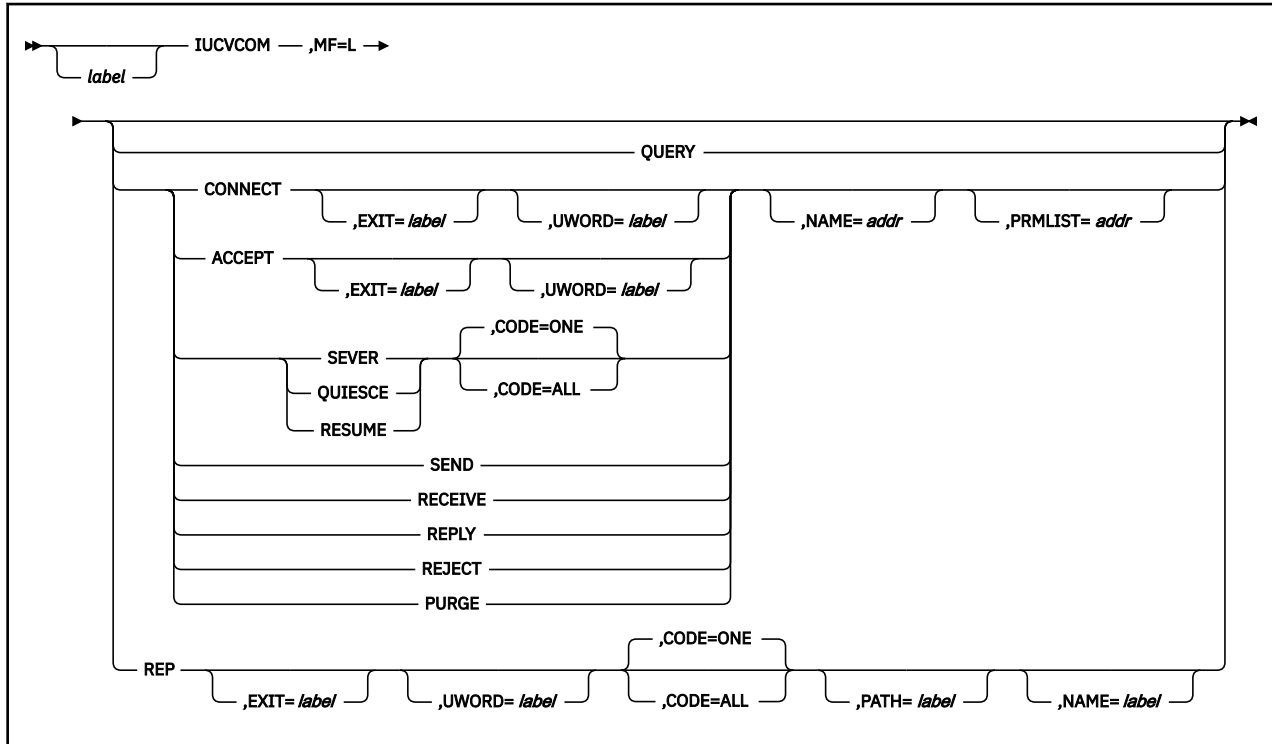 IUCVCOM ,MF=L
label
QUERY
CONNECT
,EXIT= label ,UWORD= label ,NAME= addr ,PRMLIST= addr
ACCEPT
,EXIT= label ,UWORD= label
,CODE=ONE
SEVER
,CODE=ALL
QUIESCE
RESUME
SEND
RECEIVE
REPLY
REJECT
PURGE
,CODE=ONE
REP
,EXIT= label ,UWORD= label ,CODE=ALL ,PATH= label ,NAME= label